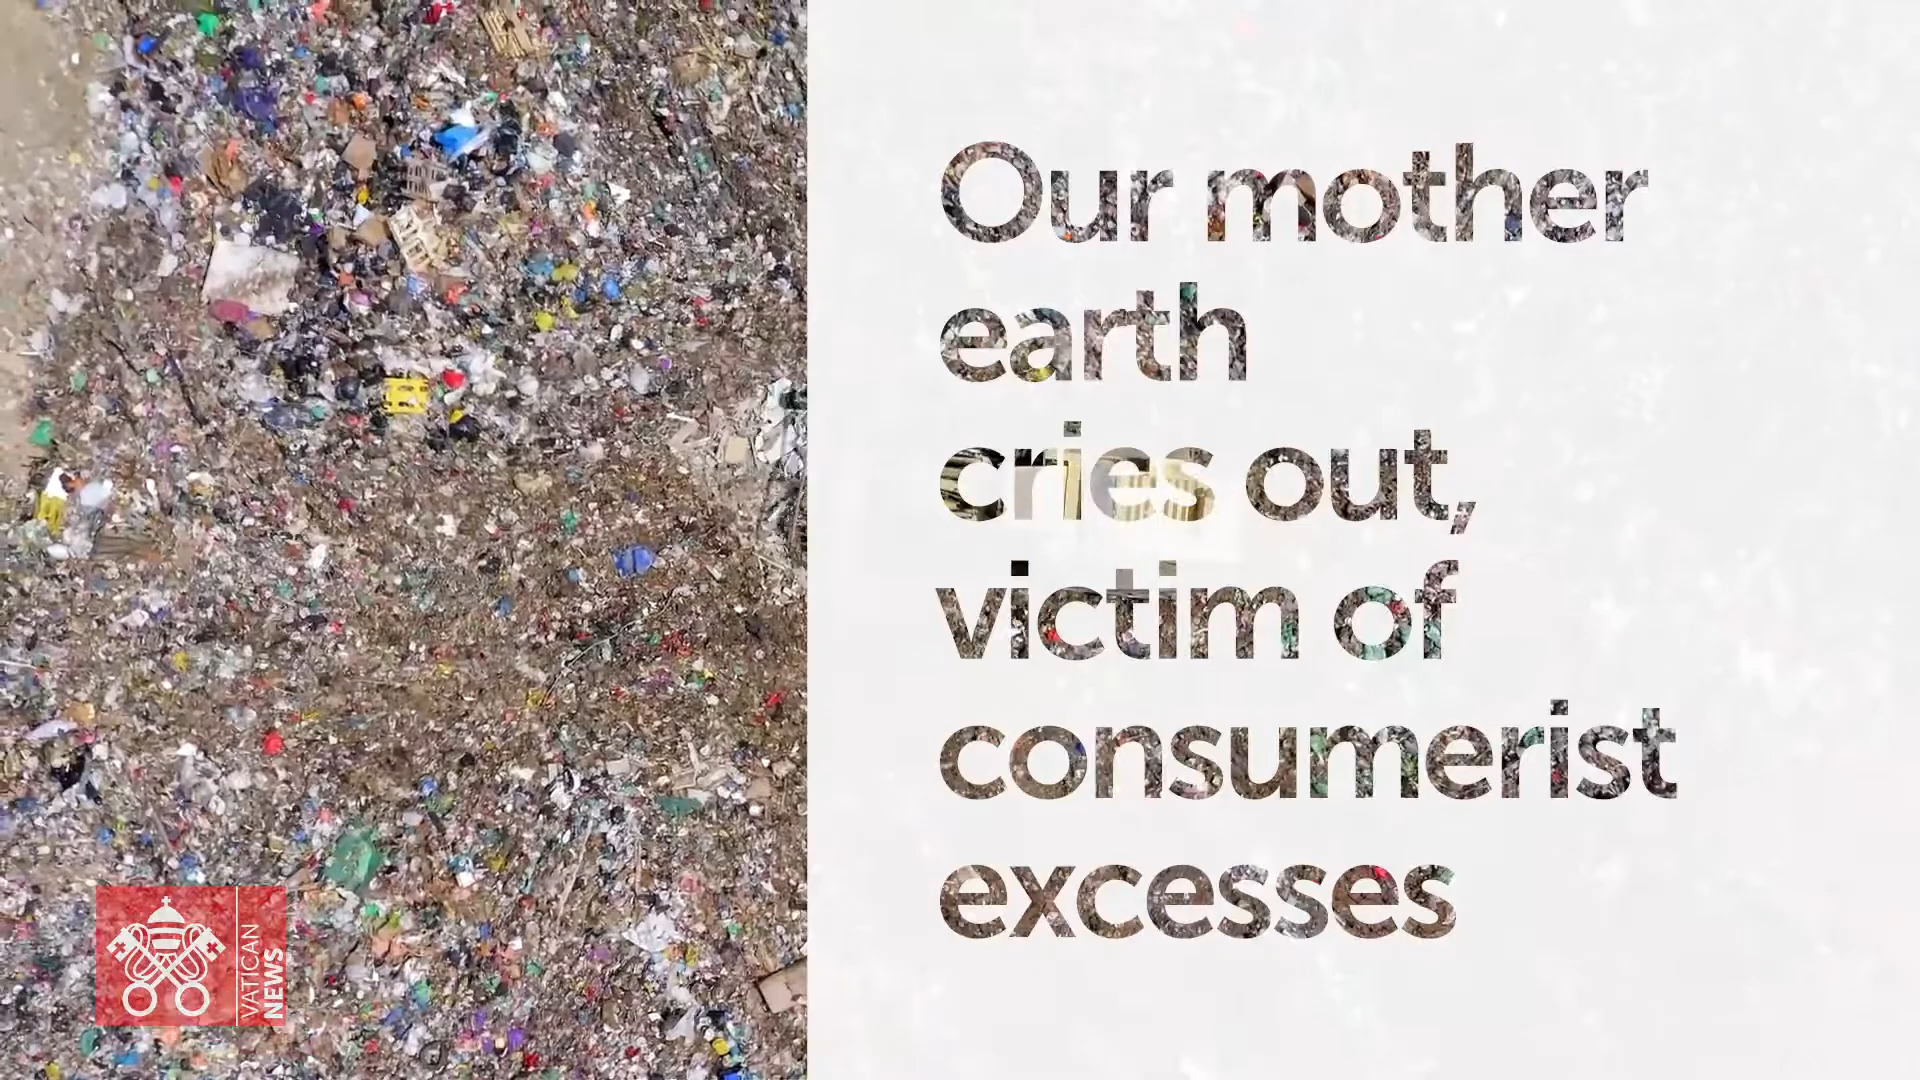 Our mother
earth
cries out,
victim of
consumerist
excesses
VATICAN
NEWS